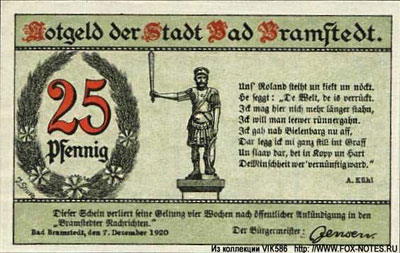 Notgeld der Stadt Bad Bramstedt.
25
Pfennig
Uns' Roland steiht un kiekt un nöckt.
He seggt: „De Welt, de is verrückt.
Ick mag hier nich mehr länger stahn,
Ick will man leewer rünnergahn.
Ick gah nab Bielenbarg nu aff,
Dar legg ick mi ganz still int Graff
Un slaap dar, bet in Kopp un Hart
De Minschheit wer vernünftig ward."
A. Kühl
Dieser Schein verliert seine Geltung vier Wochen nach öffentlicher Ankündigung in den
"Bramstedter Nachrichten."
Bad Bramstedt, den 7. Dezember 1920
Der Bürgermeister:
Из коллекции VIK586 http://WWW.FOX-NOTES.RU